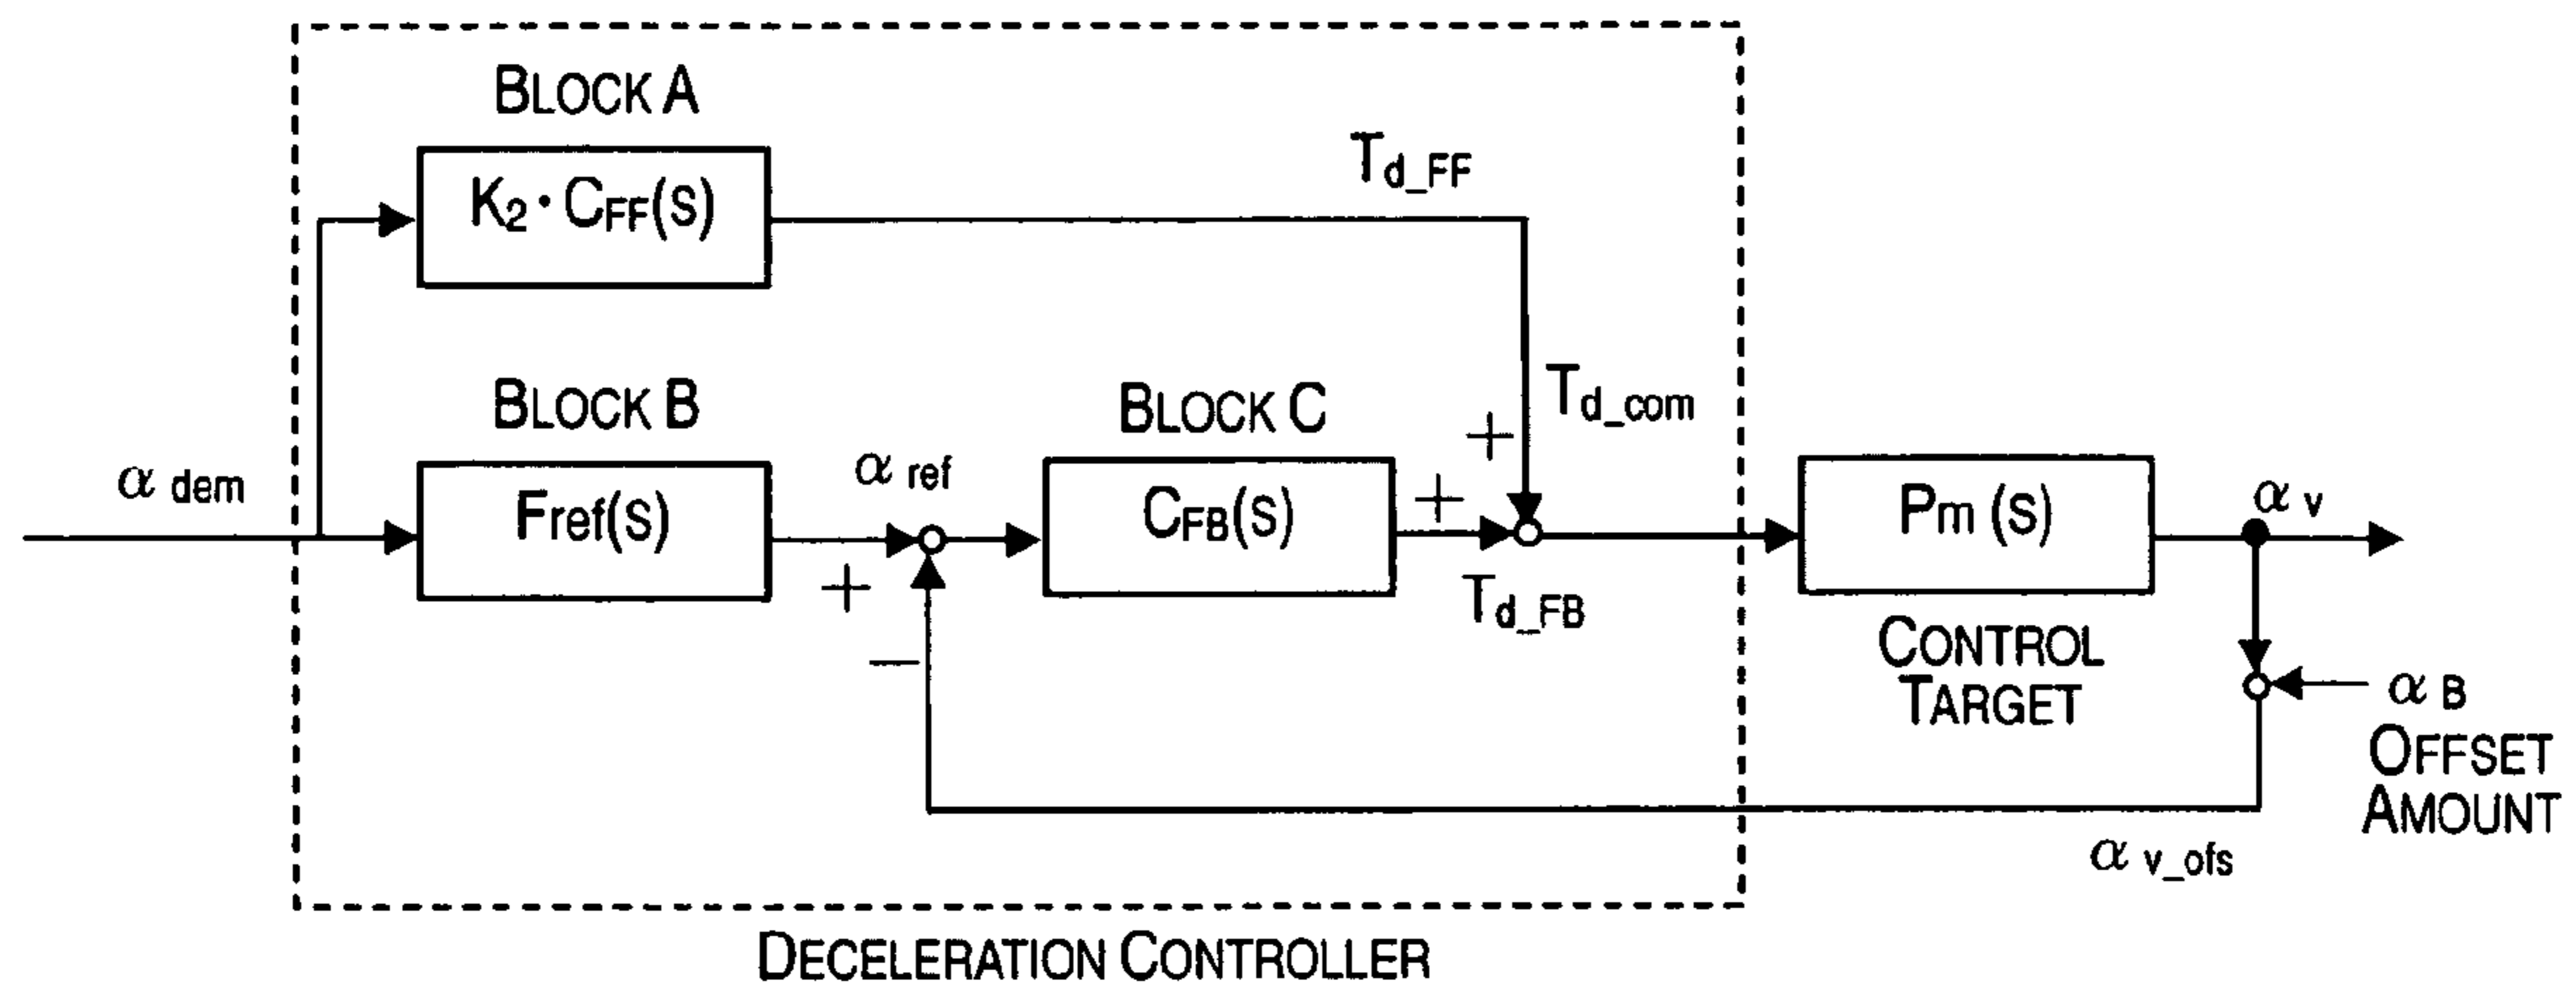 BLOCK A
K2・CFF(s)
Td_FF
Td_com
BLOCK B
α dem
Fref(s)
α ref
+
−
BLOCK C
CFB(s)
+
+
Td_FB
Pm (s)
CONTROL
TARGET
α v
α B
OFFSET
AMOUNT
α v_ofs
DECELERATION CONTROLLER